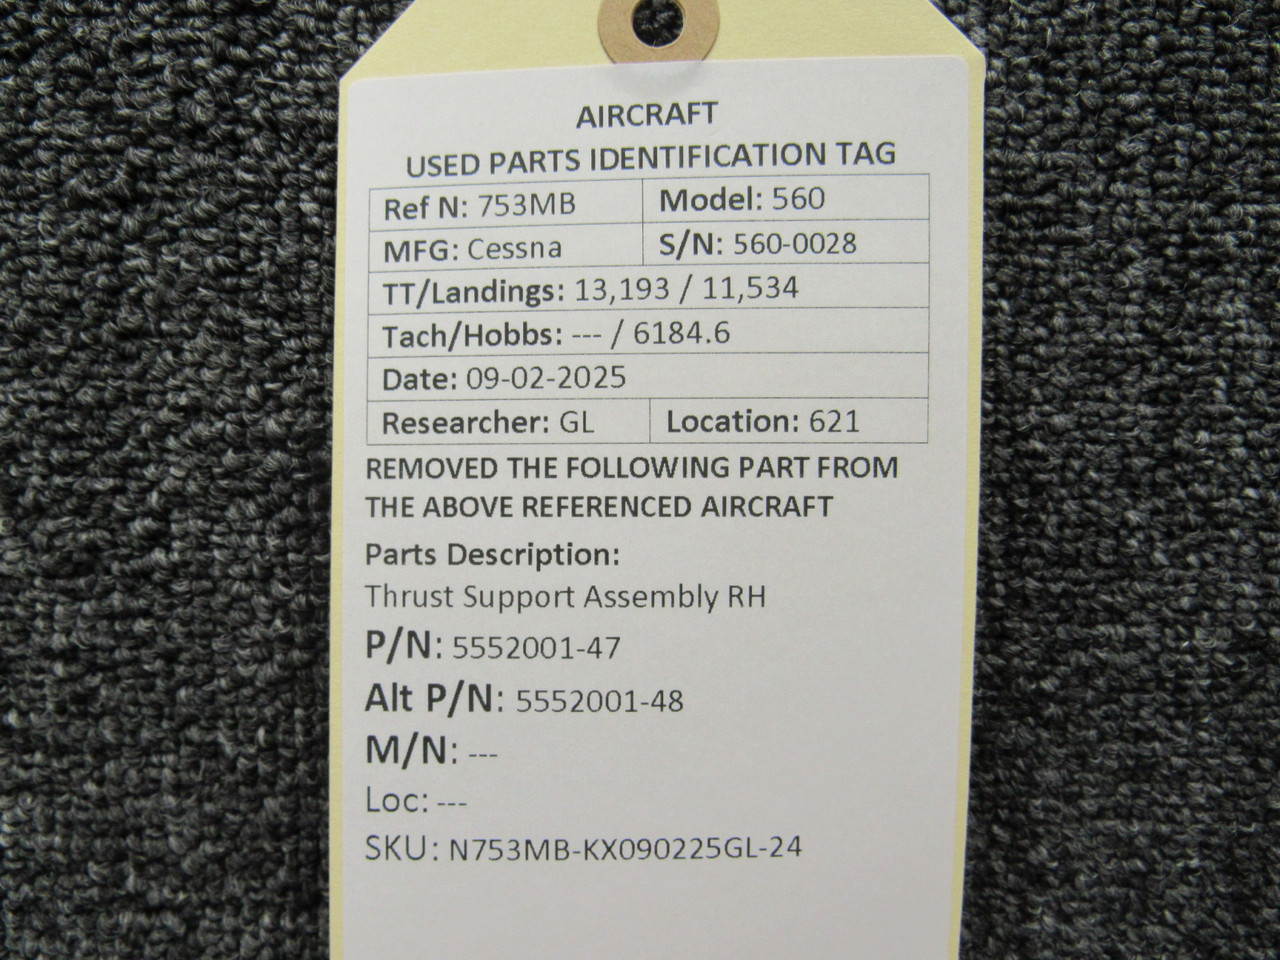 AIRCRAFT
USED PARTS IDENTIFICATION TAG
Ref N: 753MB Model: 560
MFG: Cessna S/N: 560-0028
TT/Landings: 13,193 / 11,534
Tach/Hobbs: --- / 6184.6
Date: 09-02-2025
Researcher: GL Location: 621
REMOVED THE FOLLOWING PART FROM
THE ABOVE REFERENCED AIRCRAFT
Parts Description:
Thrust Support Assembly RH
P/N: 5552001-47
Alt P/N: 5552001-48
M/N: ---
Loc: ---
SKU: N753MB-KX090225GL-24